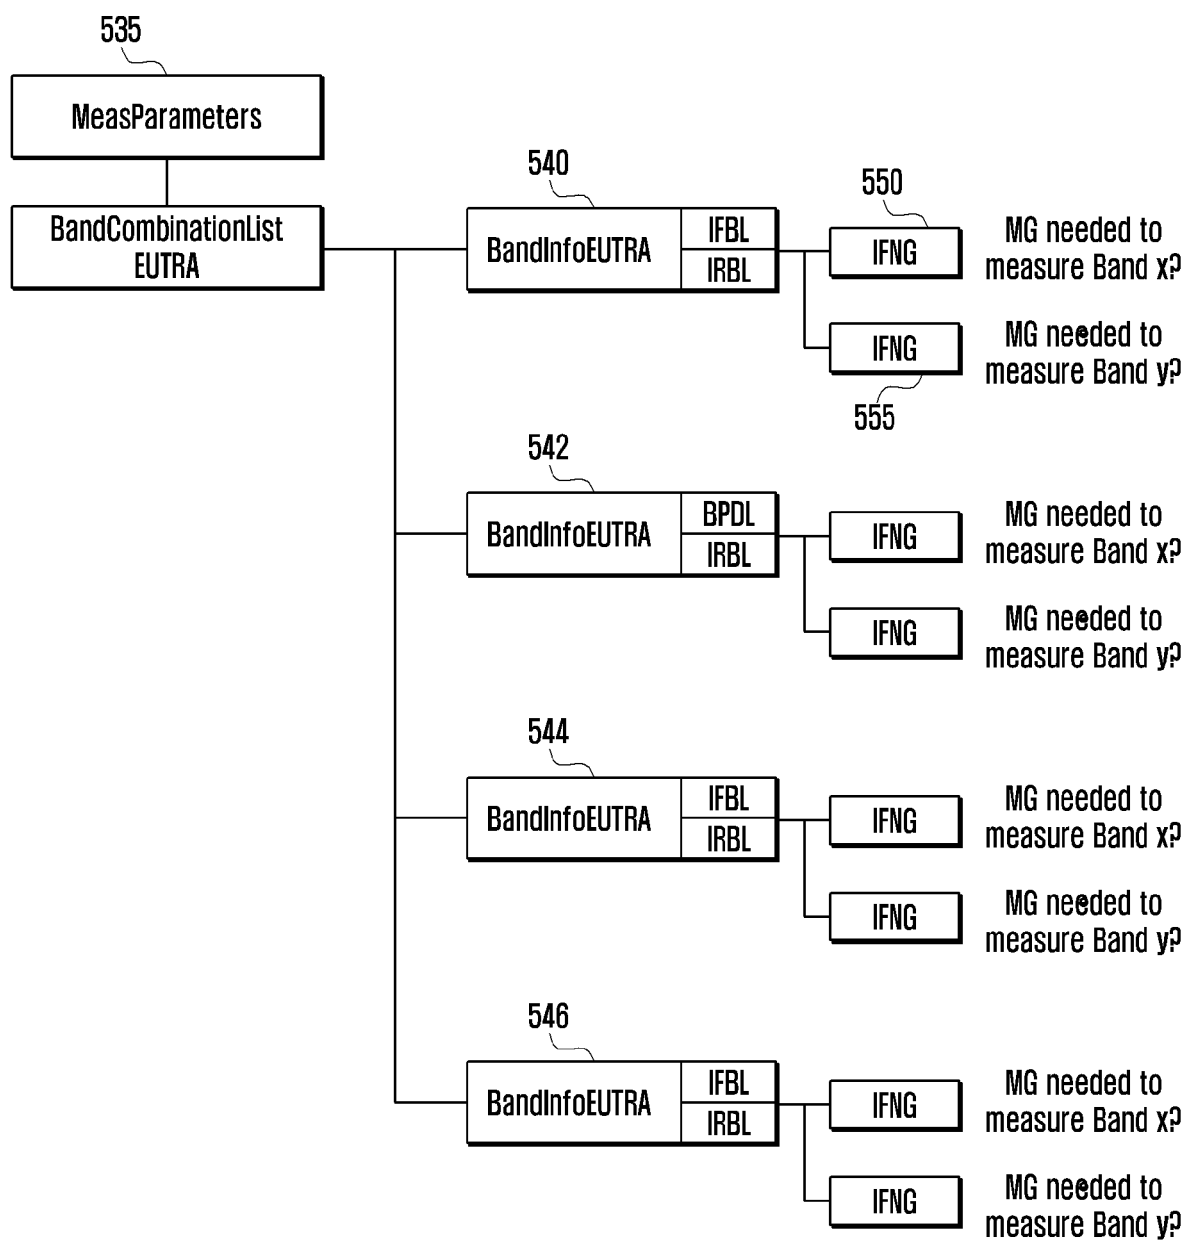 535
MeasParameters
BandCombinationList
EUTRA
540
BandInfoEUTRA
IFBL
IRBL
550
IFNG
MG needed to
measure Band x?
IFNG
555
MG needed to
measure Band y?
542
BandInfoEUTRA
BPDL
IRBL
IFNG
MG needed to
measure Band x?
IFNG
MG needed to
measure Band y?
544
BandInfoEUTRA
IFBL
IRBL
IFNG
MG needed to
measure Band x?
IFNG
MG needed to
measure Band y?
546
BandInfoEUTRA
IFBL
IRBL
IFNG
MG needed to
measure Band x?
IFNG
MG needed to
measure Band y?